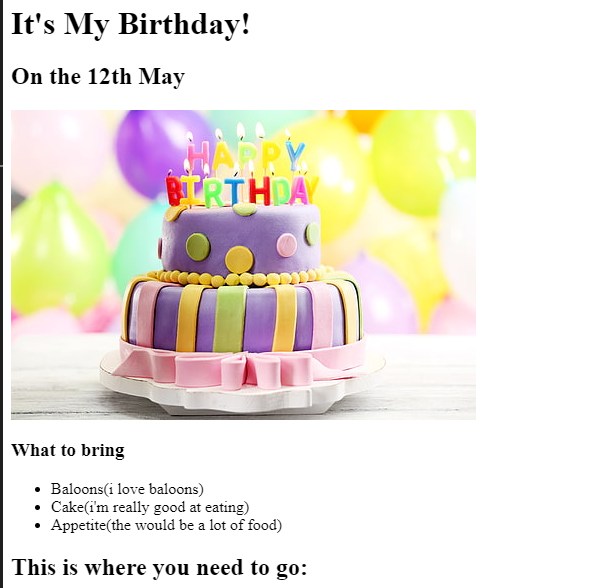 It's My Birthday!
On the 12th May
HAPPY
BIRTHDAY
What to bring
Baloons(i love baloons)
Cake(i'm really good at eating)
Appetite(the would be a lot of food)
This is where you need to go: